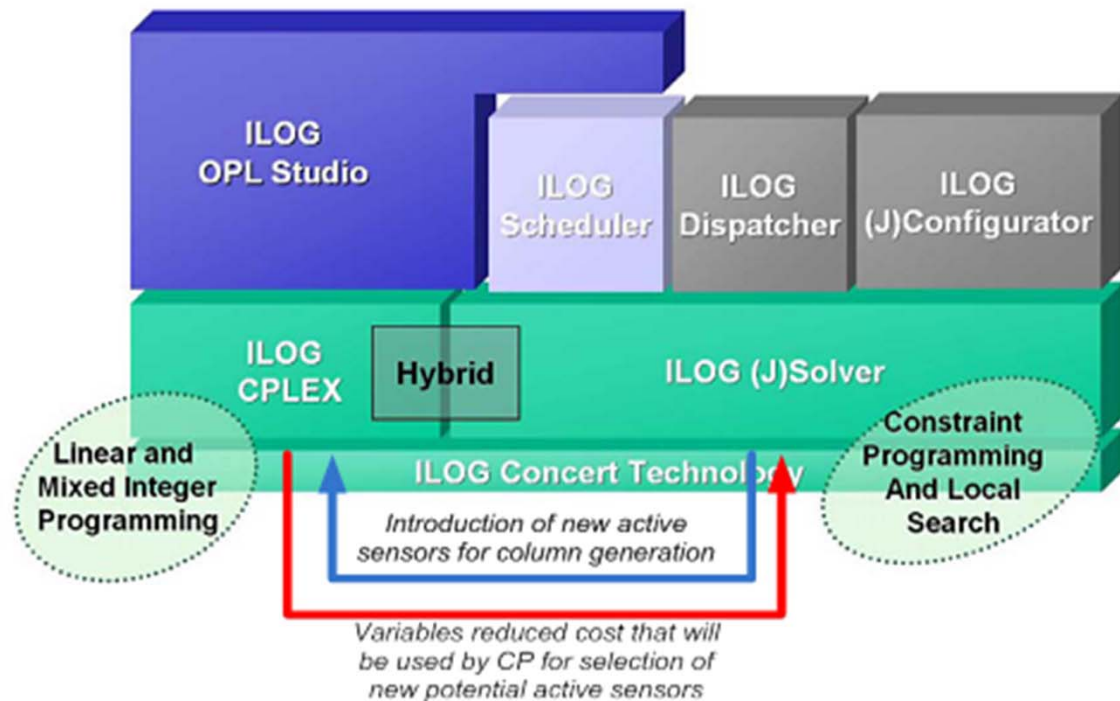 ILOG
OPL Studio
ILOG
Scheduler
ILOG
Dispatcher
ILOG
(J)Configurator
ILOG
CPLEX
Hybrid
ILOG (J)Solver
Linear and
Mixed Integer
Programming
ILOG Concert Technology
Constraint
Programming
And Local
Search
Introduction of new active
sensors for column generation
Variables reduced cost that will
be used by CP for selection of
new potential active sensors